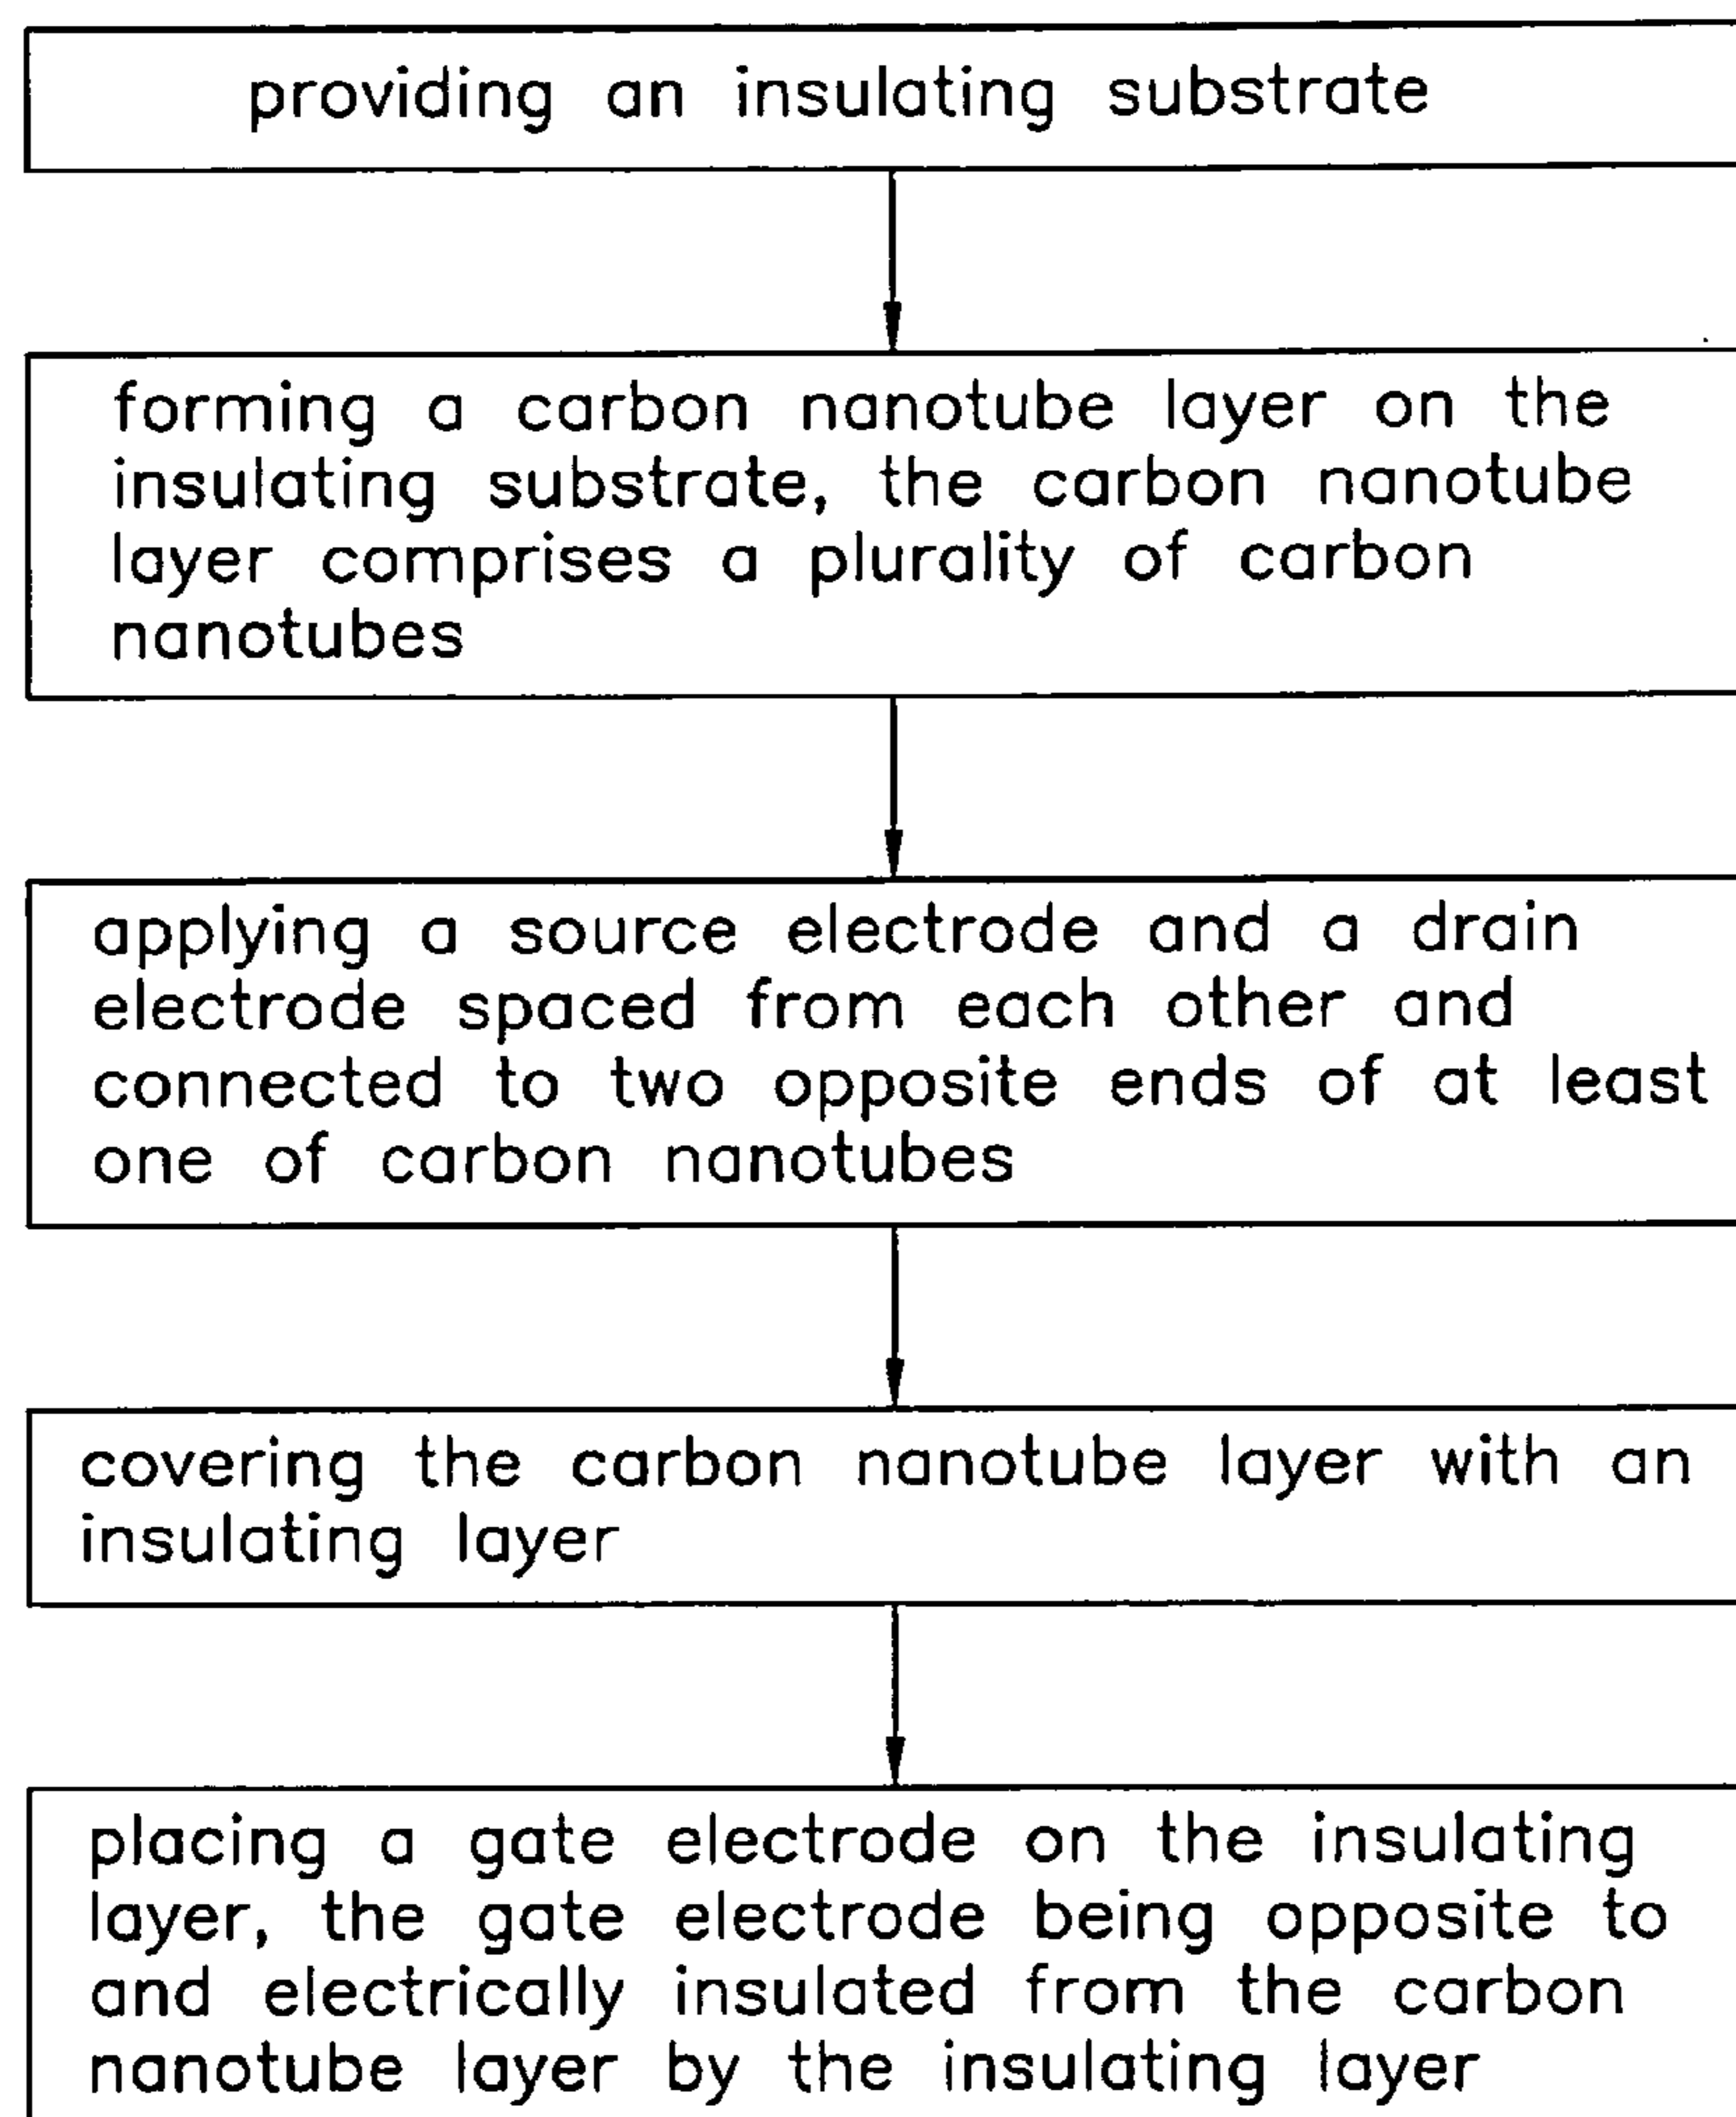 providing an insulating substrate
forming a carbon nanotube layer on the
insulating substrate, the carbon nanotube
layer comprises a plurality of carbon
nanotubes
applying a source electrode and a drain
electrode spaced from each other and
connected to two opposite ends of at least
one of carbon nanotubes
covering the carbon nanotube layer with an
insulating layer
placing a gate electrode on the insulating
layer, the gate electrode being opposite to
and electrically insulated from the carbon
nanotube layer by the insulating layer